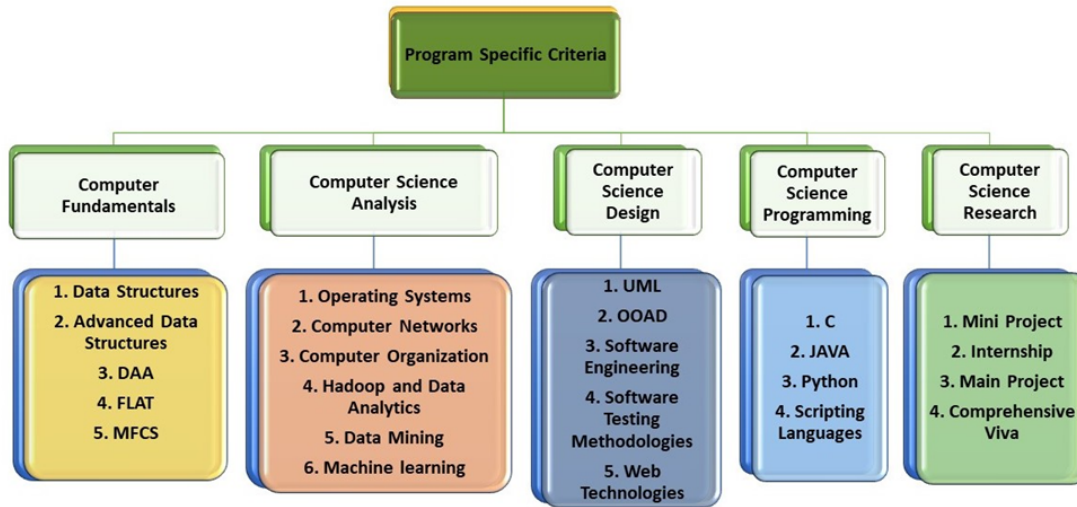 Program Specific Criteria
Computer
Fundamentals
Computer Science
Analysis
Computer
Science
Design
Computer
Science
Programming
Computer
Science
Research
1. Data Structures
2. Advanced Data
Structures
3. DAA
4. FLAT
5. MFCS
1. Operating Systems
2. Computer Networks
3. Computer Organization
4. Hadoop and Data
Analytics
5. Data Mining
6. Machine learning
1. UML
2. OOAD
3. Software
Engineering
4. Software
Testing
Methodologies
5. Web
Technologies
1. C
2. JAVA
3. Python
4. Scripting
Languages
1. Mini Project
2. Internship
3. Main Project
4. Comprehensive
Viva